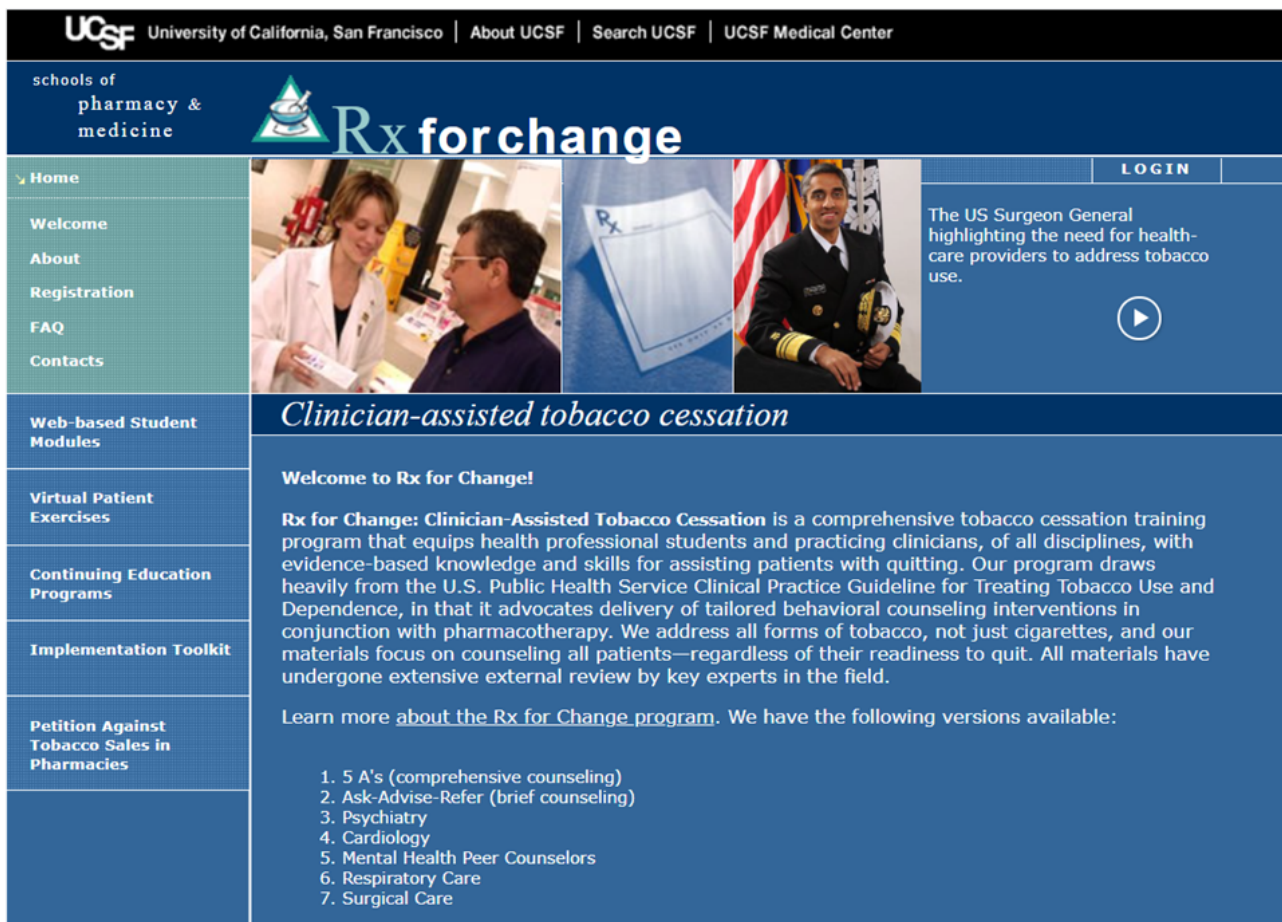 UCSF University of California, San Francisco | About UCSF | Search UCSF | UCSF Medical Center
schools of
pharmacy &
medicine
Rx for change
Home
Welcome
About
Registration
FAQ
Contacts
Web-based Student
Modules
Virtual Patient
Exercises
Continuing Education
Programs
Implementation Toolkit
Petition Against
Tobacco Sales in
Pharmacies
Rx
LOGIN
The US Surgeon General
highlighting the need for health-
care providers to address tobacco
use.
Clinician-assisted tobacco cessation
Welcome to Rx for Change!
Rx for Change: Clinician-Assisted Tobacco Cessation is a comprehensive tobacco cessation training
program that equips health professional students and practicing clinicians, of all disciplines, with
evidence-based knowledge and skills for assisting patients with quitting. Our program draws
heavily from the U.S. Public Health Service Clinical Practice Guideline for Treating Tobacco Use and
Dependence, in that it advocates delivery of tailored behavioral counseling interventions in
conjunction with pharmacotherapy. We address all forms of tobacco, not just cigarettes, and our
materials focus on counseling all patients—regardless of their readiness to quit. All materials have
undergone extensive external review by key experts in the field.
Learn more about the Rx for Change program. We have the following versions available:
1. 5 A's (comprehensive counseling)
2. Ask-Advise-Refer (brief counseling)
3. Psychiatry
4. Cardiology
5. Mental Health Peer Counselors
6. Respiratory Care
7. Surgical Care